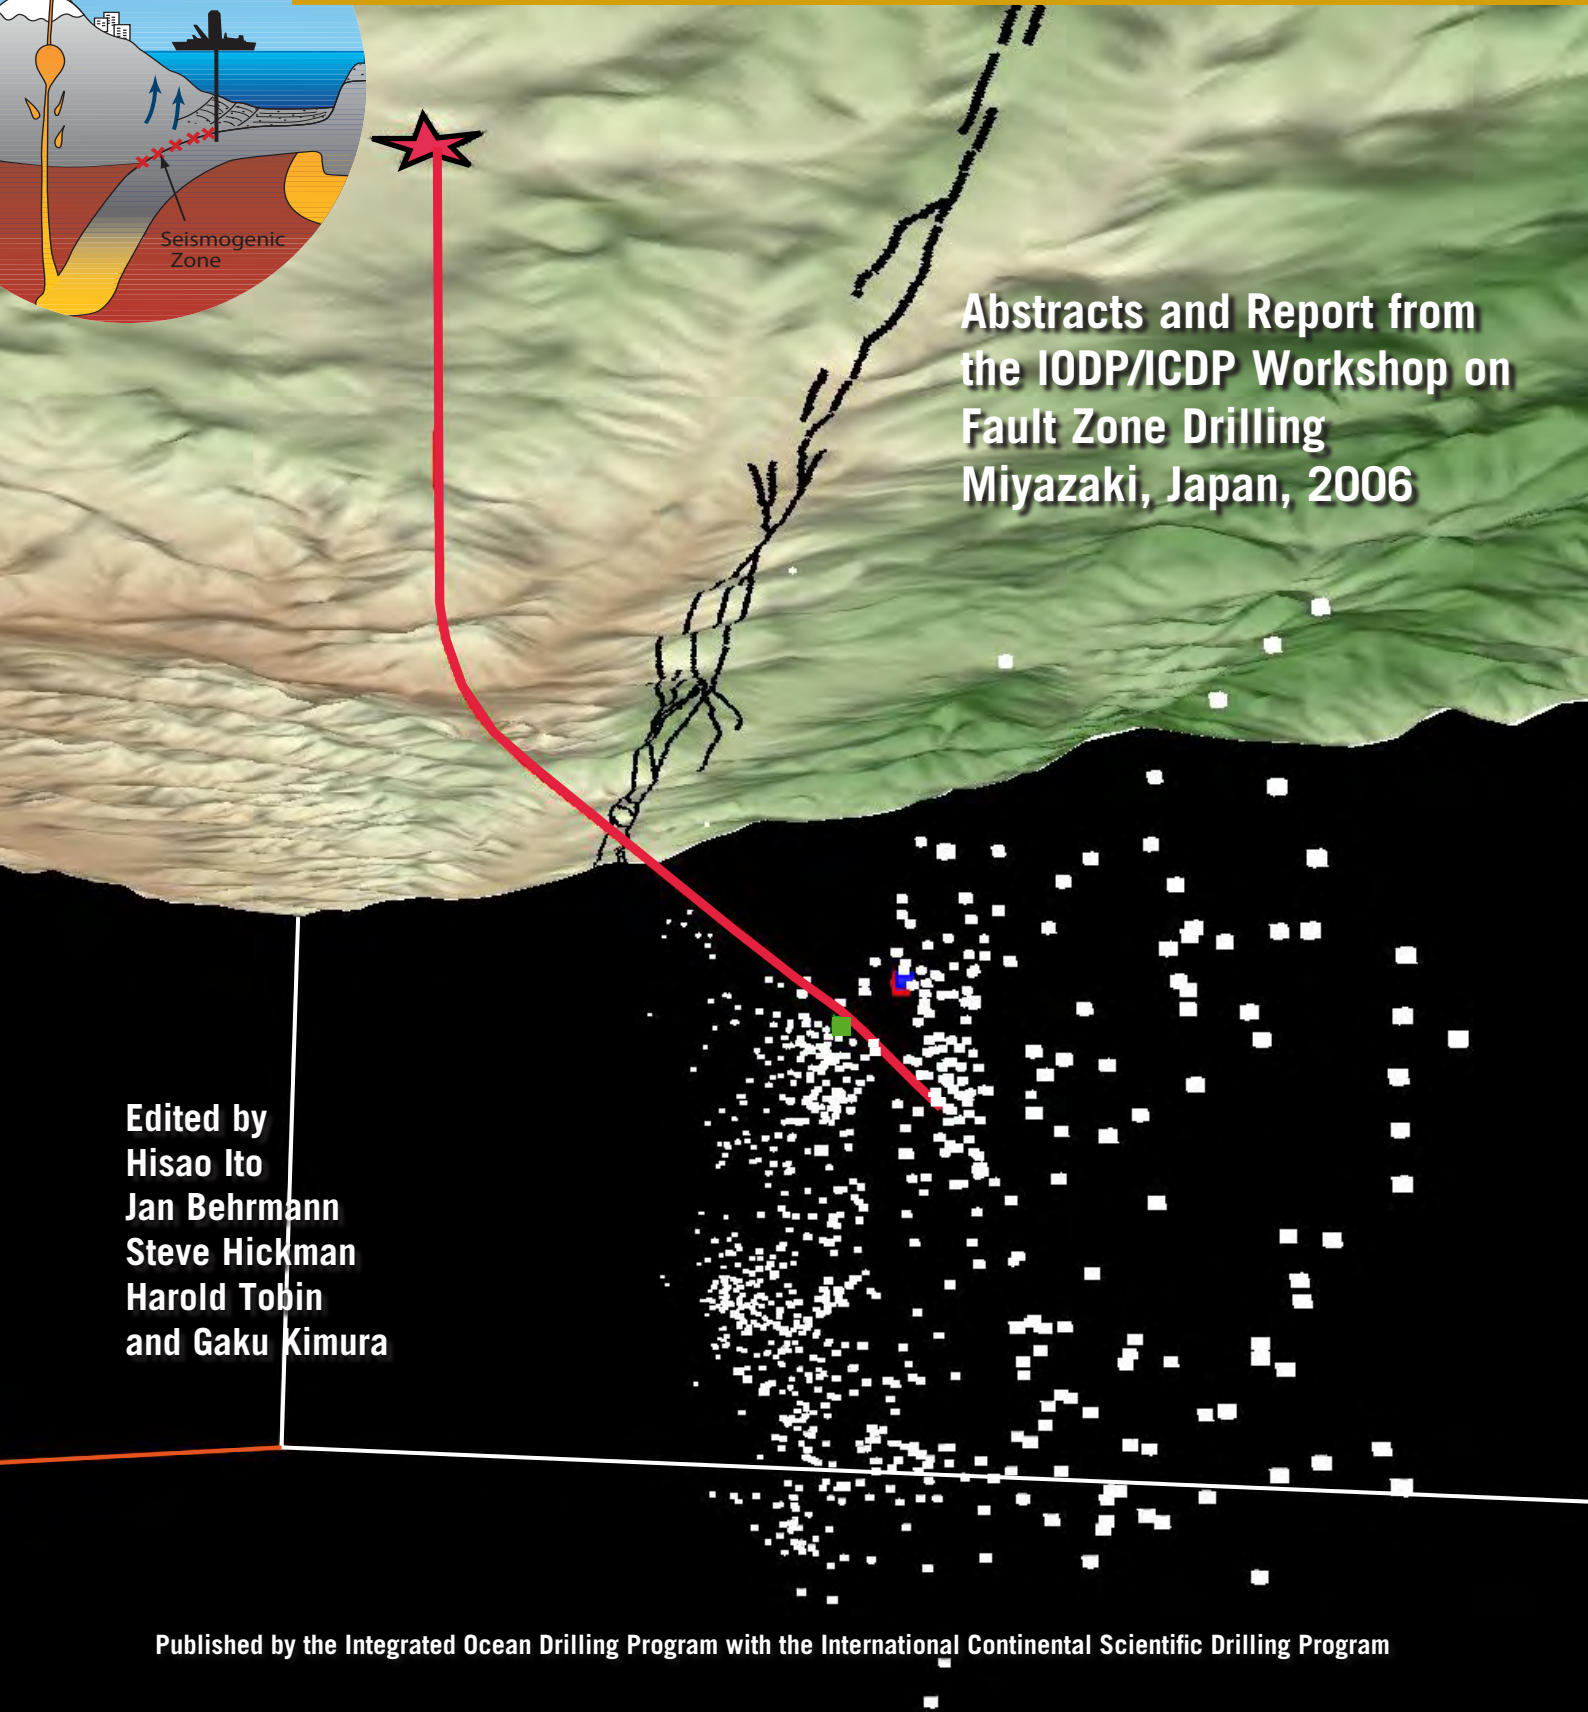 Seismogenic
Zone
Abstracts and Report from
the IODP/ICDP Workshop on
Fault Zone Drilling
Miyazaki, Japan, 2006
Edited by
Hisao Ito
Jan Behrmann
Steve Hickman
Harold Tobin
and Gaku Kimura
Published by the Integrated Ocean Drilling Program with the International Continental Scientific Drilling Program